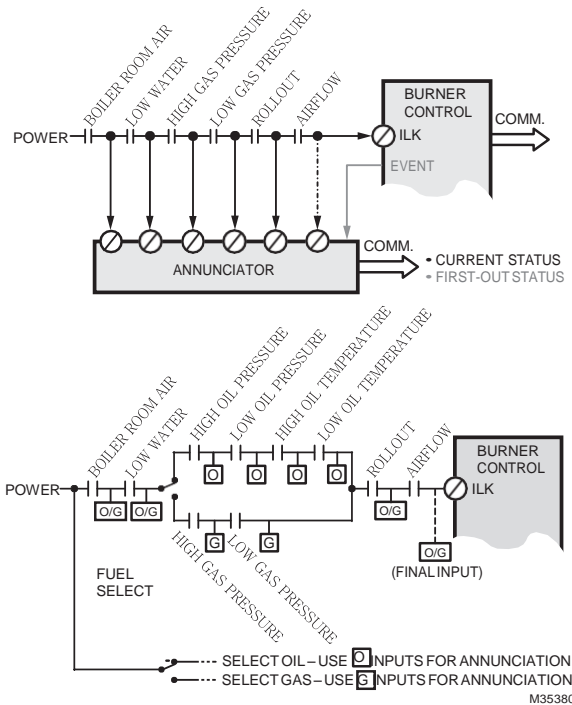 BOILER ROOM AIR
LOW WATER
HIGH GAS PRESSURE
LOW GAS PRESSURE
ROLLOUT
AIRFLOW
POWER
BURNER
CONTROL
ILK
COMM.
EVENT
ANNUNCIATOR
COMM.
• CURRENT STATUS
• FIRST-OUT STATUS
BOILER ROOM AIR
LOW WATER
HIGH OIL PRESSURE
LOW OIL PRESSURE
HIGH OIL TEMPERATURE
LOW OIL TEMPERATURE
ROLLOUT
AIRFLOW
BURNER
CONTROL
POWER
ILK
O O O O
O/G O/G
O/G
G G
O/G
(FINAL INPUT)
HIGH GAS PRESSURE
LOW GAS PRESSURE
FUEL
SELECT
SELECT OIL – USE O INPUTS FOR ANNUNCIATION
SELECT GAS – USE G NPUTS FOR ANNUNCIATION
M35380